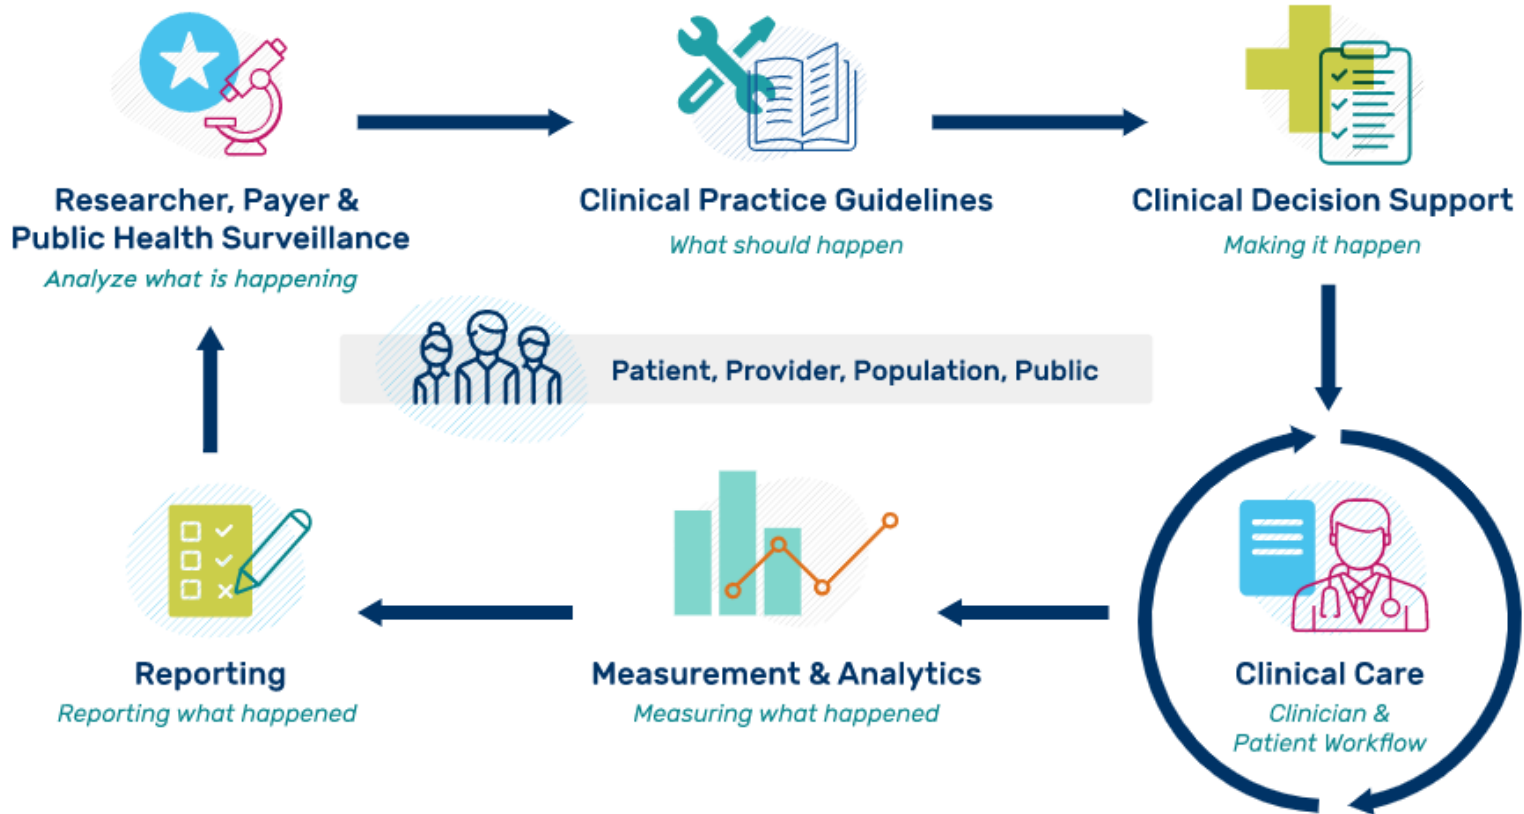 Researcher, Payer &
Public Health Surveillance
Analyze what is happening
Clinical Practice Guidelines
What should happen
Clinical Decision Support
Making it happen
Patient, Provider, Population, Public
Reporting
Reporting what happened
Measurement & Analytics
Measuring what happened
Clinical Care
Clinician &
Patient Workflow